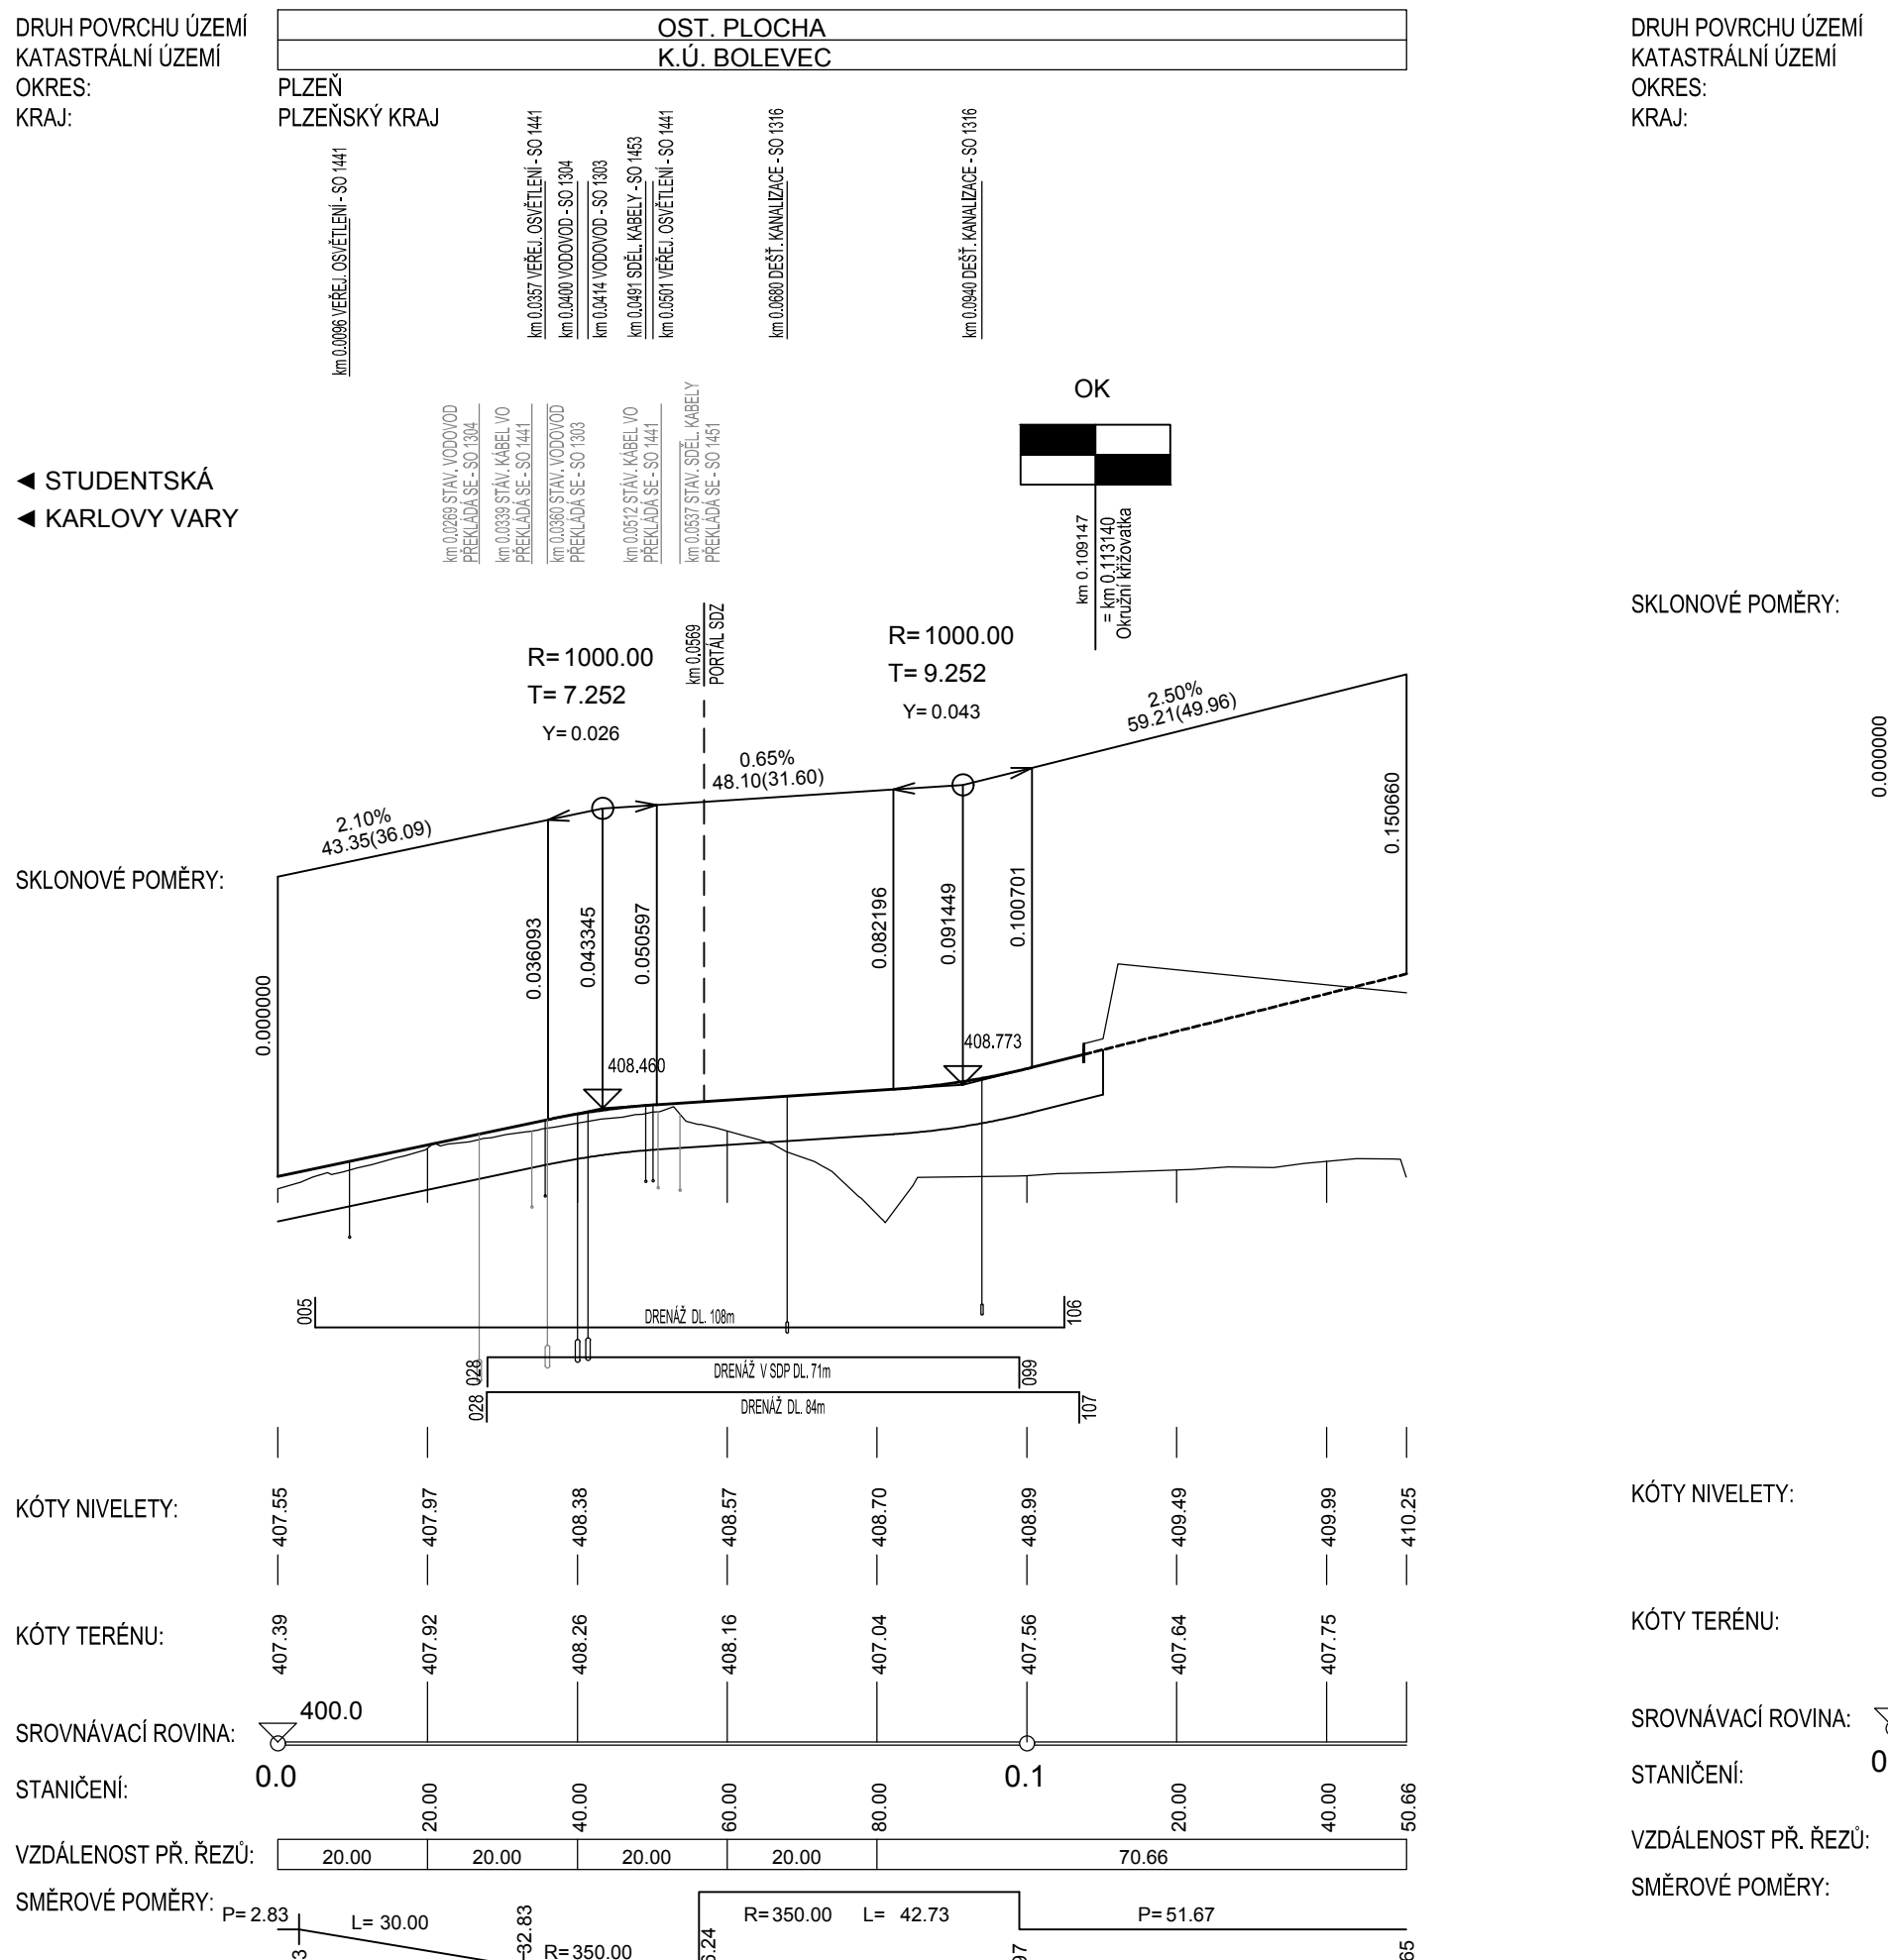 DRUH POVRCHU ÚZEMÍ
OST. PLOCHA
KATASTRÁLNÍ ÚZEMÍ
K.Ú. BOLEVEC
OKRES:
PLZEŇ
KRAJ:
PLZEŇSKÝ KRAJ
km 0.0096 VEŘEJ. OSVĚTLENÍ - SO 1441
km 0.0357 VEŘEJ. OSVĚTLENÍ - SO 1441
km 0.0400 VODOVOD - SO 1304
km 0.0414 VODOVOD - SO 1303
km 0.0491 SDĚL. KABELY - SO 1453
km 0.0501 VEŘEJ. OSVĚTLENÍ - SO 1441
km 0.0680 DEŠŤ. KANALIZACE - SO 1316
km 0.0940 DEŠŤ. KANALIZACE - SO 1316
◄ STUDENTSKÁ
◄ KARLOVY VARY
km 0.0269 STÁV. VODOVOD
PŘEKLÁDÁ SE - SO 1304
km 0.0339 STÁV. KÁBEL VO
PŘEKLÁDÁ SE - SO 1441
km 0.0360 STAV. VODOVOD
PŘEKLÁDÁ SE - SO 1303
km 0.0512 STÁV. KÁBEL VO
PŘEKLÁDÁ SE - SO 1441
km 0.0537 STAV. SDĚL. KABELY
PŘEKLÁDÁ SE - SO 1451
OK
km 0.109147
= km 0.113140
Okružní křižovatka
R= 1000.00
T= 7.252
Y= 0.026
km 0.0569
PORTÁL SDZ
R= 1000.00
T= 9.252
Y= 0.043
2.10%
43.35(36.09)
0.65%
48.10(31.60)
2.50%
59.21(49.96)
SKLONOVÉ POMĚRY:
0.000000
0.036093
0.043345
0.050597
0.082196
0.091449
0.100701
0.150660
408.460
408.773
005
DRENÁŽ DL. 108m
106
028
DRENÁŽ V SDP DL. 71m
099
028
DRENÁŽ DL. 84m
107
KÓTY NIVELETY:
407.55
407.97
408.38
408.57
408.70
408.99
409.49
409.99
410.25
KÓTY TERÉNU:
407.39
407.92
408.26
408.16
407.04
407.56
407.64
407.75
SROVNÁVACÍ ROVINA:
400.0
STANIČENÍ:
0.0
20.00
40.00
60.00
80.00
0.1
20.00
40.00
50.66
VZDÁLENOST PŘ. ŘEZŮ:
20.00
20.00
20.00
20.00
70.66
SMĚROVÉ POMĚRY:
P= 2.83
L= 30.00
32.83
R=350.00
6.24
R=350.00 L= 42.73
97
P=51.67
65
3
DRUH POVRCHU ÚZEMÍ
KATASTRÁLNÍ ÚZEMÍ
OKRES:
KRAJ:
SKLONOVÉ POMĚRY:
0.000000
KÓTY NIVELETY:
KÓTY TERÉNU:
SROVNÁVACÍ ROVINA:
STANIČENÍ:
0
VZDÁLENOST PŘ. ŘEZŮ:
SMĚROVÉ POMĚRY: